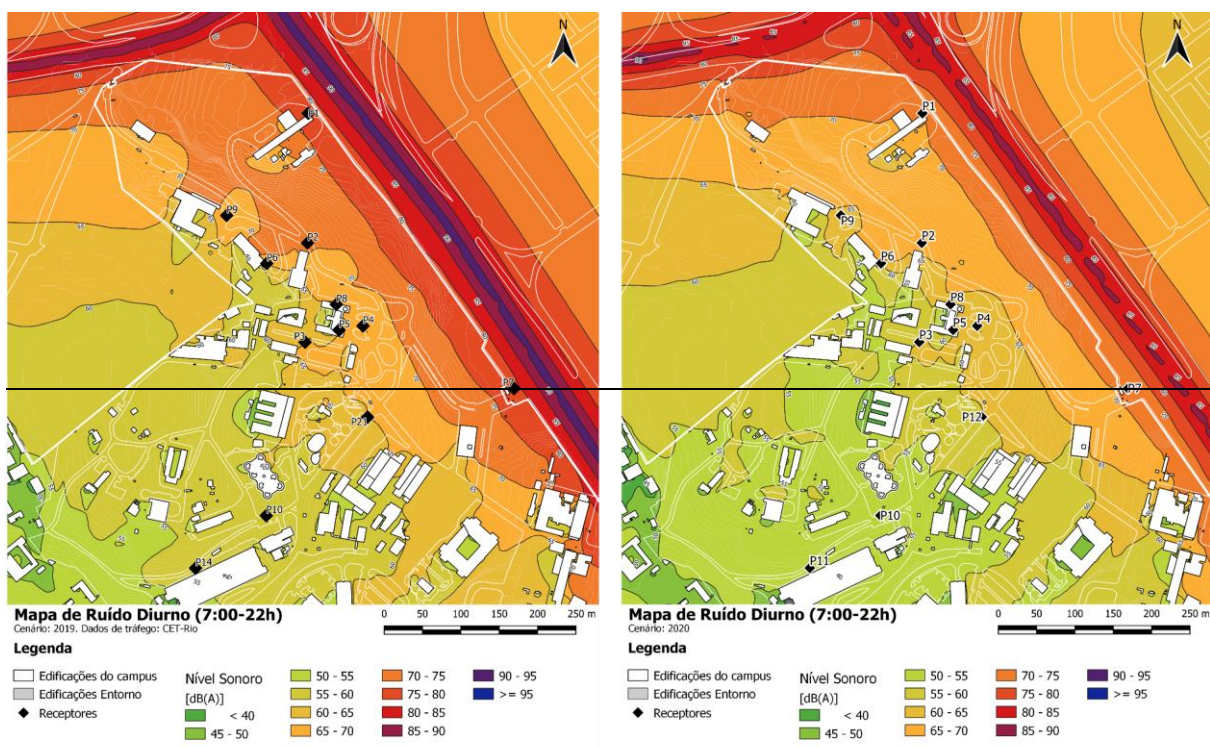 N
P1
P9
P2
P6
P8
P4
P5
P3
P7
P21
P10
P14
Mapa de Ruído Diurno (7:00-22h)
Cenário: 2019. Dados de tráfego: CET-Rio
0 50 100 150 200 250 m
Legenda
Edificações do campus
Edificações Entorno
Receptores
Nível Sonoro
[dB(A)]
< 40
45 - 50
50 - 55
55 - 60
60 - 65
65 - 70
70 - 75
75 - 80
80 - 85
85 - 90
90 - 95
>= 95
N
P1
P9
P2
P6
P8
P4
P5
P3
P7
P12
P10
P11
Mapa de Ruído Diurno (7:00-22h)
Cenário: 2020
0 50 100 150 200 250 m
Legenda
Edificações do campus
Edificações Entorno
Receptores
Nível Sonoro
[dB(A)]
< 40
45 - 50
50 - 55
55 - 60
60 - 65
65 - 70
70 - 75
75 - 80
80 - 85
85 - 90
90 - 95
>= 95